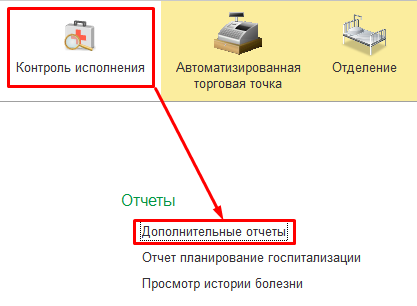 Контроль исполнения
Автоматизированная
торговая точка
Отделение
Отчеты
Дополнительные отчеты
Отчет планирование госпитализации
Просмотр истории болезни